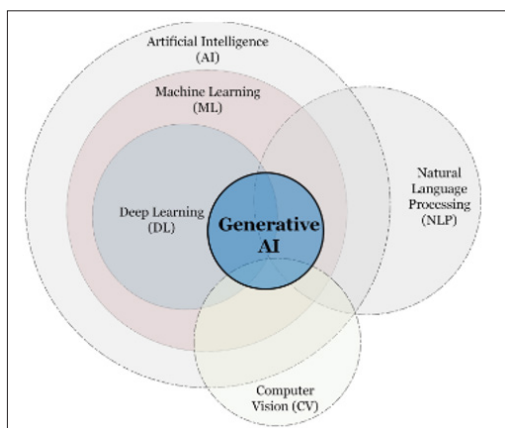 Artificial Intelligence
(AI)
Machine Learning
(ML)
Deep Learning
(DL)
Generative
AI
Natural
Language
Processing
(NLP)
Computer
Vision (CV)